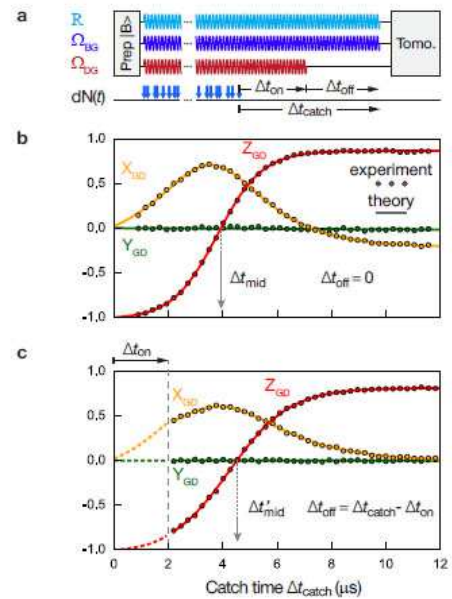 a
ℝ
Ω_BG
Ω_DG
Prep |B>
Tomo.
dN(t)
Δt_on
Δt_off
Δt_catch
b
1.0
0,5
0,0
-0,5
-1,0
X_GD
Z_GD
Y_GD
experiment
theory
Δt_mid
Δt_off = 0
c
Δt_on
1.0
0.5
0.0
-0.5
-1.0
X_GD
Z_GD
Y_GD
Δt'_mid
Δt_off = Δt_catch - Δt_on
0 2 4 6 8 10 12
Catch time Δt_catch (μs)